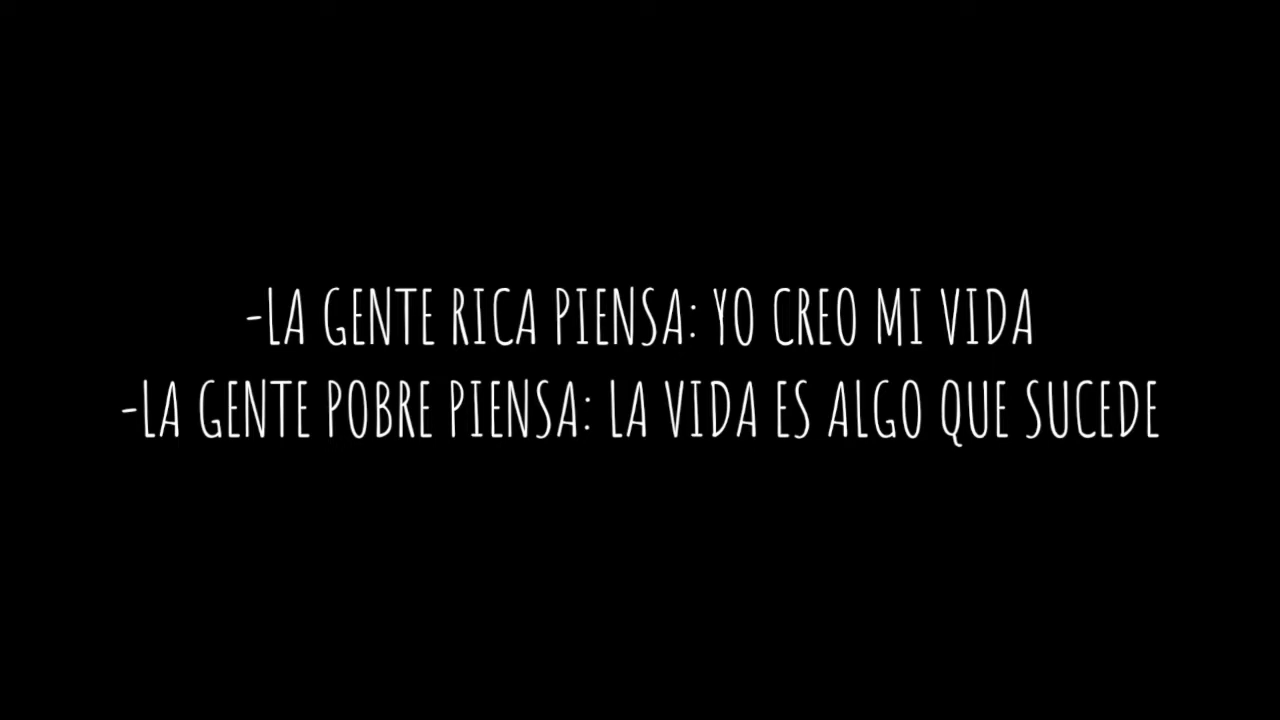 -LA GENTE RICA PIENSA: YO CREO MI VIDA
-LA GENTE POBRE PIENSA: LA VIDA ES ALGO QUE SUCEDE